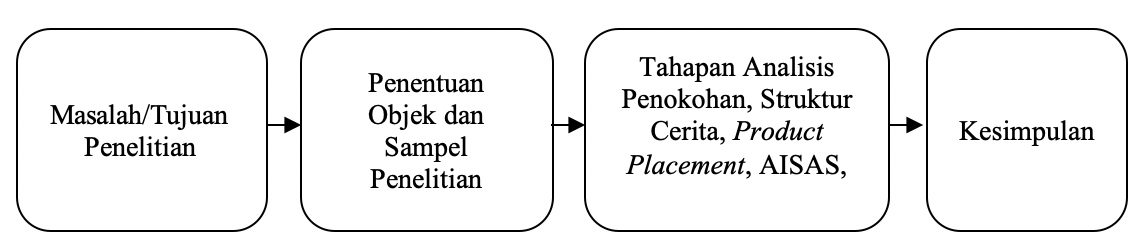 Masalah/Tujuan
Penelitian
Penentuan
Objek dan
Sampel
Penelitian
Tahapan Analisis
Penokohan, Struktur
Cerita, Product
Placement, AISAS,
Kesimpulan